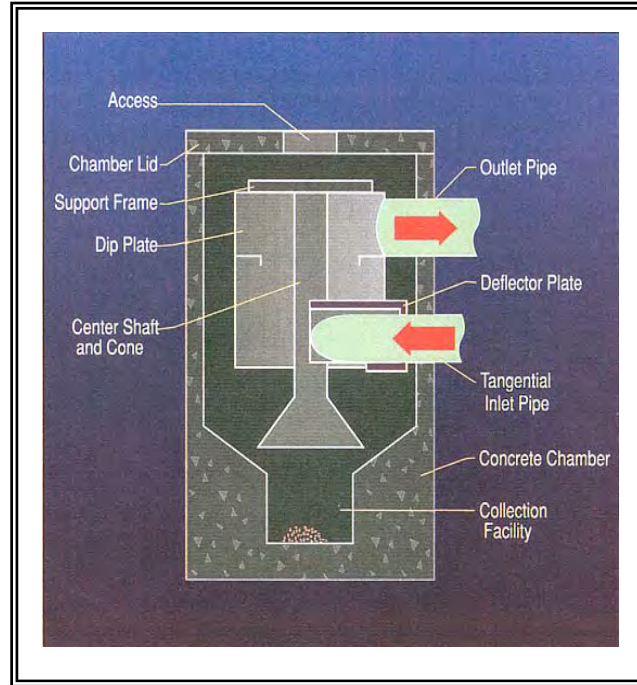 Access
Chamber Lid
Support Frame
Dip Plate
Center Shaft
and Cone
Outlet Pipe
Deflector Plate
Tangential
Inlet Pipe
Concrete Chamber
Collection
Facility